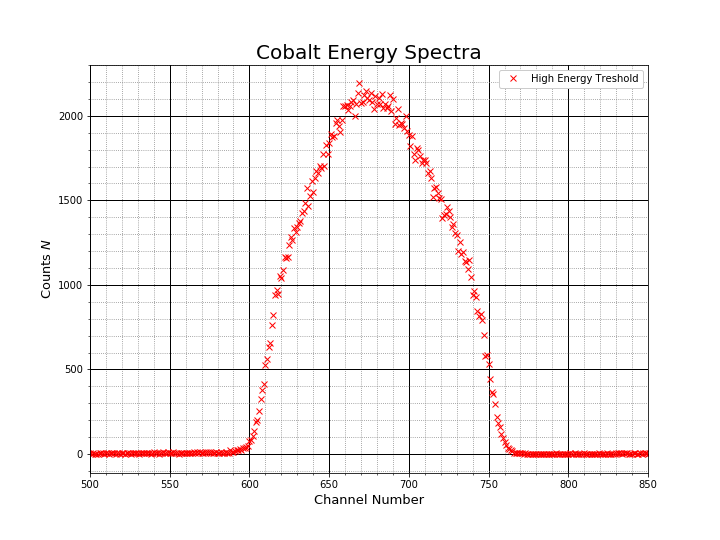 Cobalt Energy Spectra
High Energy Treshold
2000
1500
1000
500
0
Counts N
500 550 600 650 700 750 800 850
Channel Number